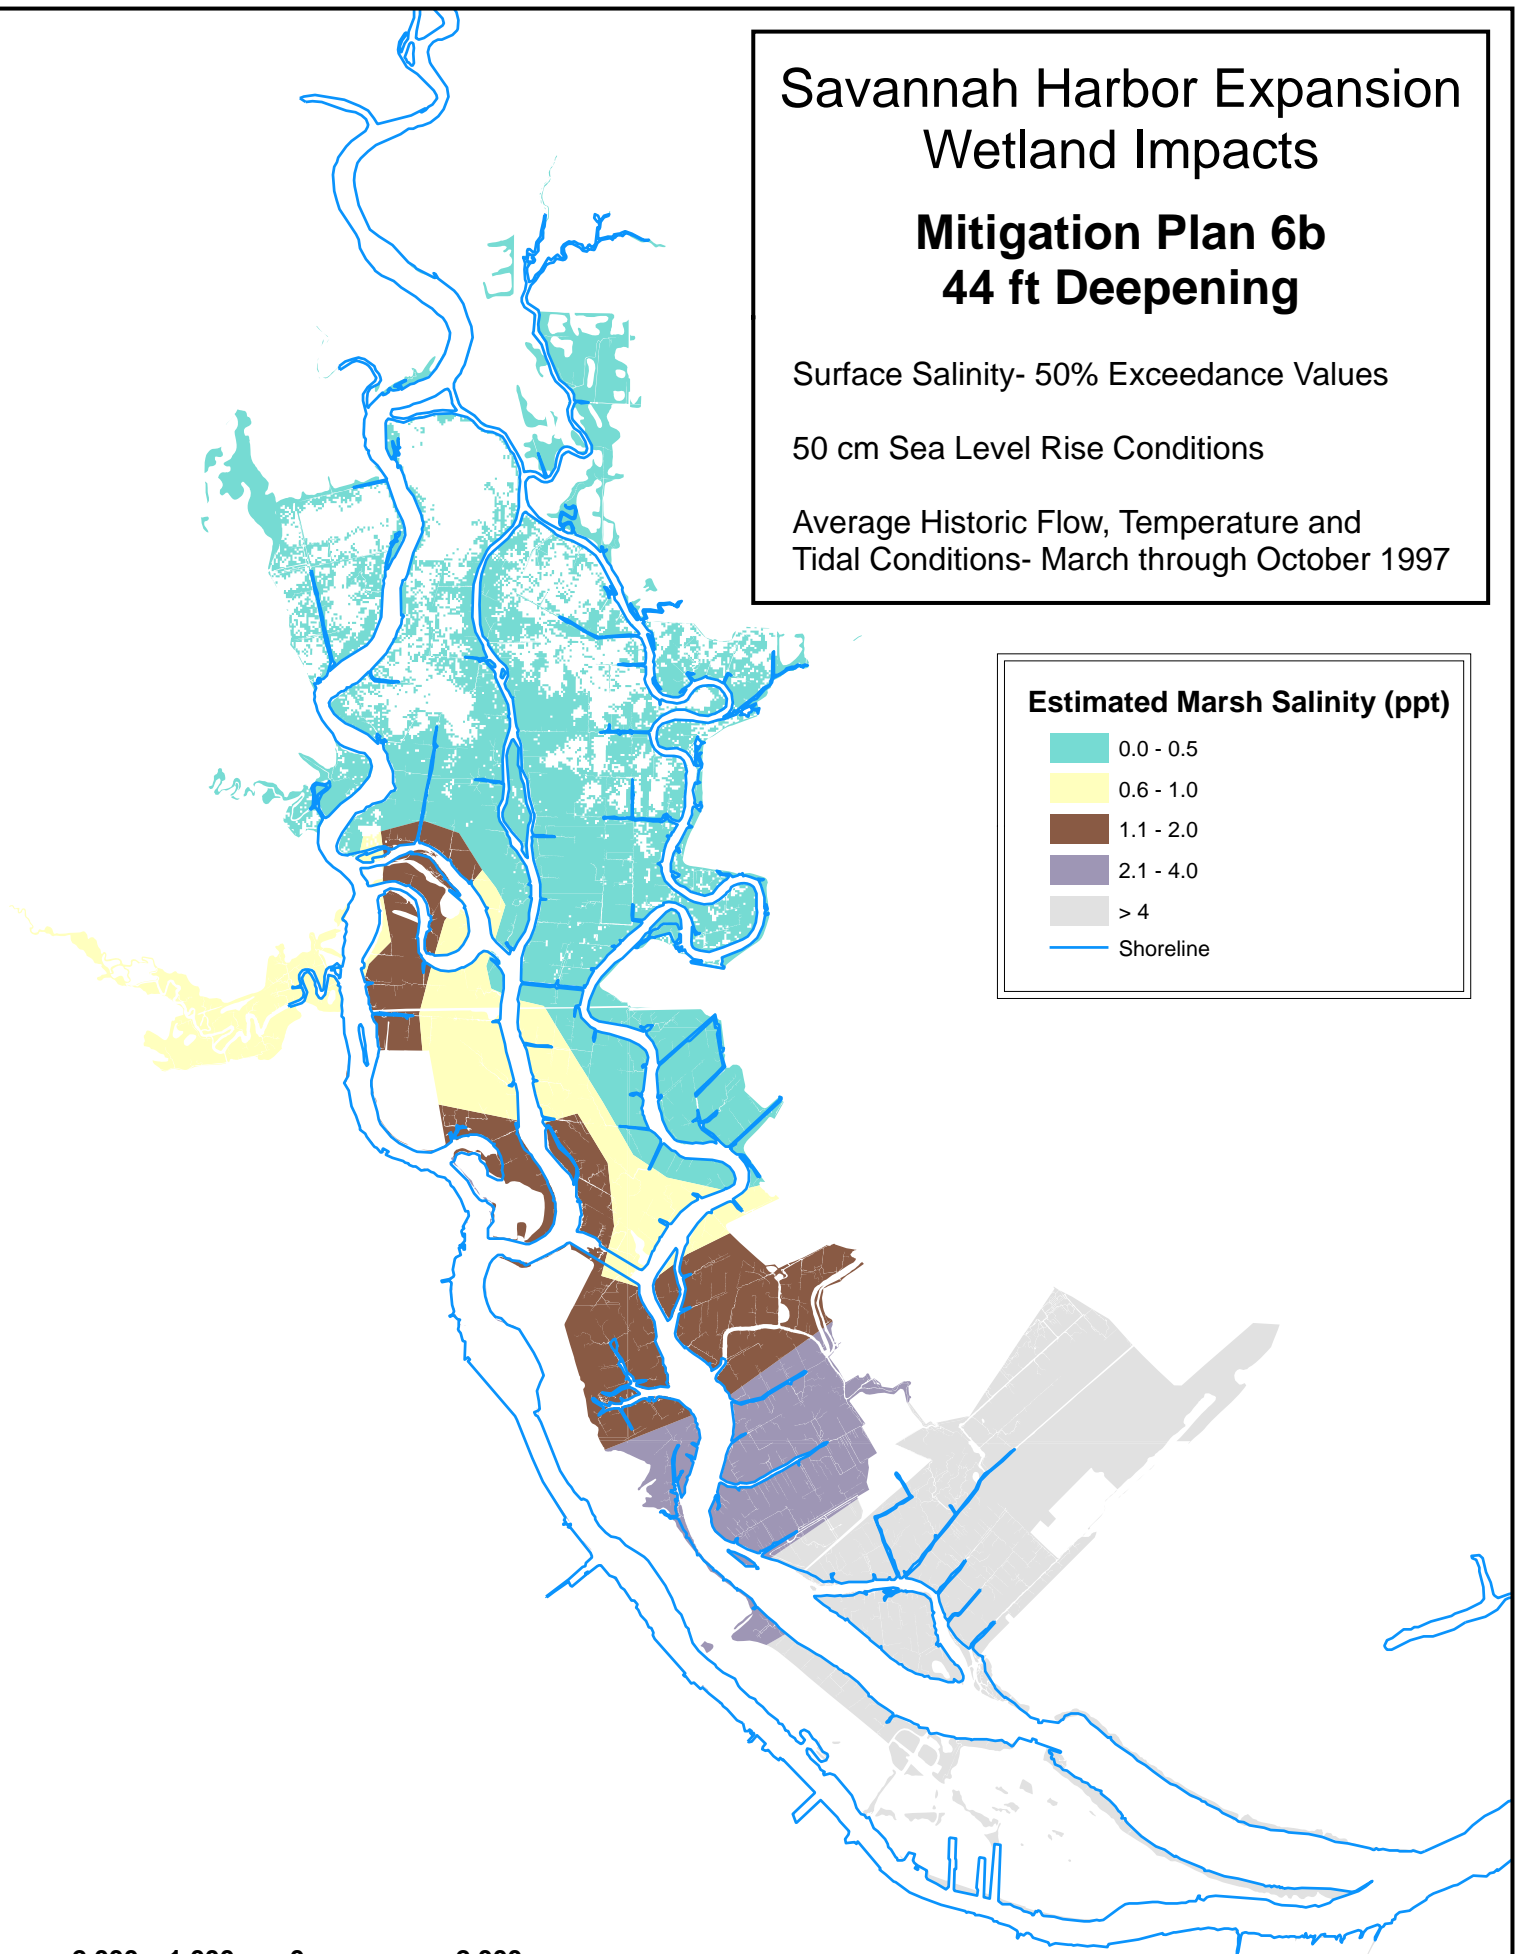 Savannah Harbor Expansion
Wetland Impacts
Mitigation Plan 6b
44 ft Deepening
Surface Salinity- 50% Exceedance Values
50 cm Sea Level Rise Conditions
Average Historic Flow, Temperature and
Tidal Conditions- March through October 1997
Estimated Marsh Salinity (ppt)
0.0 - 0.5
0.6 - 1.0
1.1 - 2.0
2.1 - 4.0
> 4
Shoreline